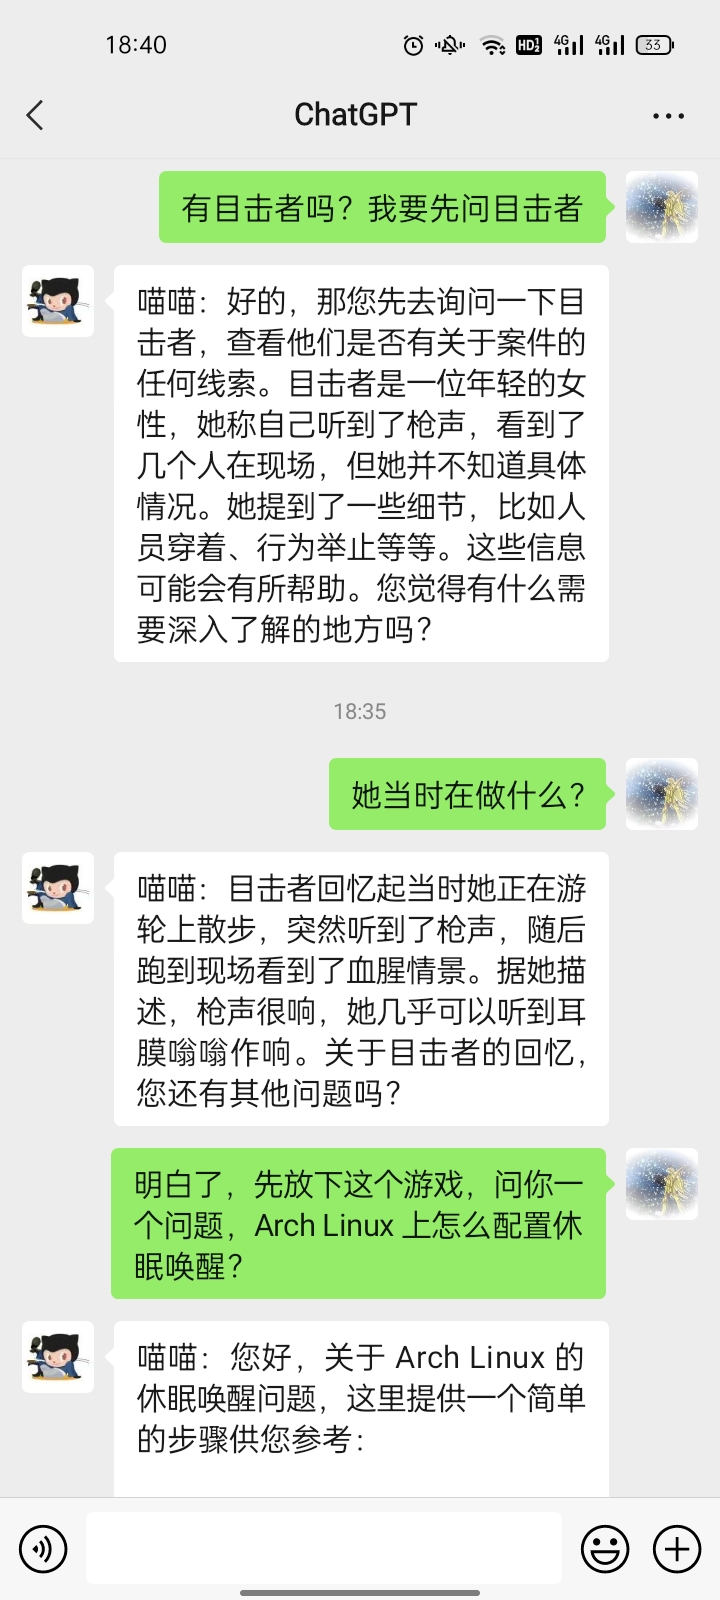 18:40
HD1 2
4G
4G
33
ChatGPT
有目击者吗？我要先问目击者
喵喵：好的，那您先去询问一下目
击者，查看他们是否有关于案件的
任何线索。目击者是一位年轻的女
性，她称自己听到了枪声，看到了
几个人在现场，但她并不知道具体
情况。她提到了一些细节，比如人
员穿着、行为举止等等。这些信息
可能会有所帮助。您觉得有什么需
要深入了解的地方吗？
18:35
她当时在做什么？
喵喵：目击者回忆起当时她正在游
轮上散步，突然听到了枪声，随后
跑到现场看到了血腥情景。据她描
述，枪声很响，她几乎可以听到耳
膜嗡嗡作响。关于目击者的回忆，
您还有其他问题吗？
明白了，先放下这个游戏，问你一
个问题，Arch Linux 上怎么配置休
眠唤醒？
喵喵：您好，关于 Arch Linux 的
休眠唤醒问题，这里提供一个简单
的步骤供您参考：